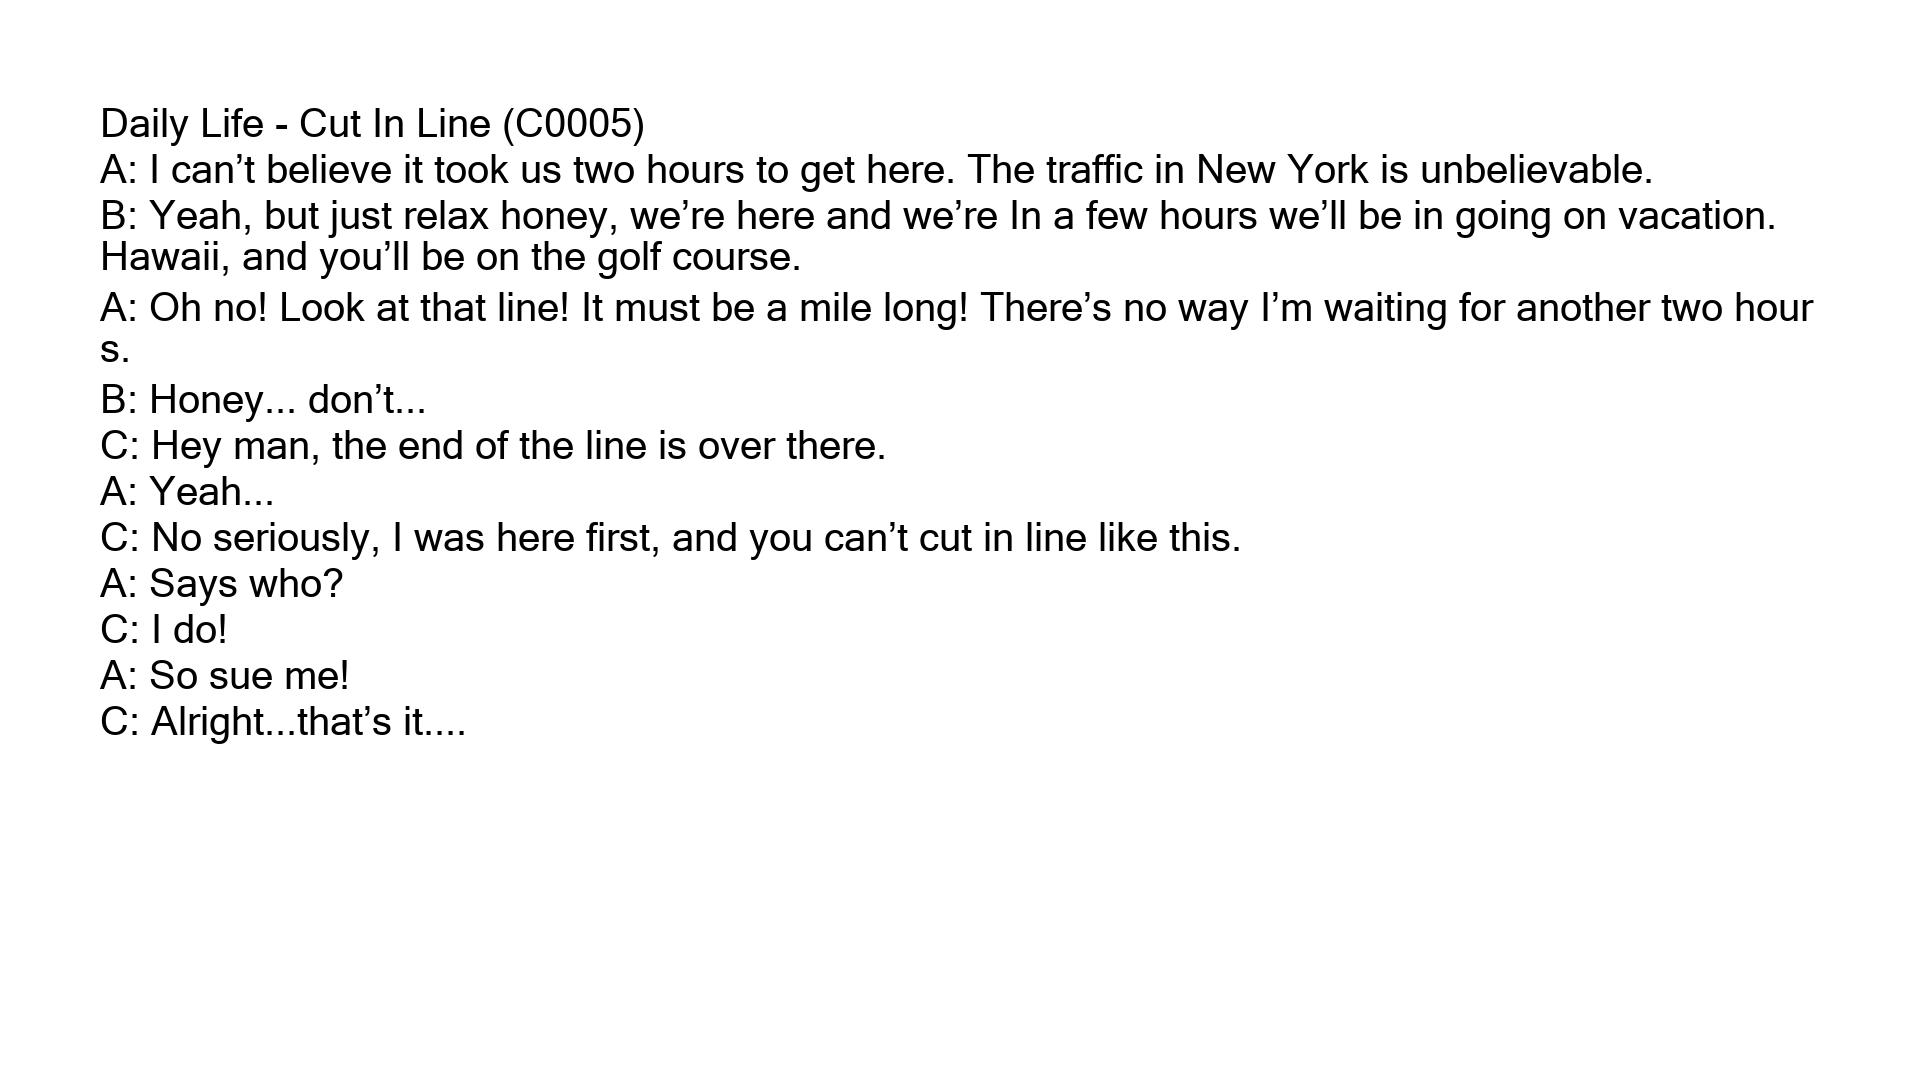 Daily Life - Cut In Line (C0005)
A: I can’t believe it took us two hours to get here. The traffic in New York is unbelievable.
B: Yeah, but just relax honey, we’re here and we’re In a few hours we’ll be in going on vacation.
Hawaii, and you’ll be on the golf course.
A: Oh no! Look at that line! It must be a mile long! There’s no way I’m waiting for another two hour
s.
B: Honey... don’t...
C: Hey man, the end of the line is over there.
A: Yeah...
C: No seriously, I was here first, and you can’t cut in line like this.
A: Says who?
C: I do!
A: So sue me!
C: Alright...that’s it....